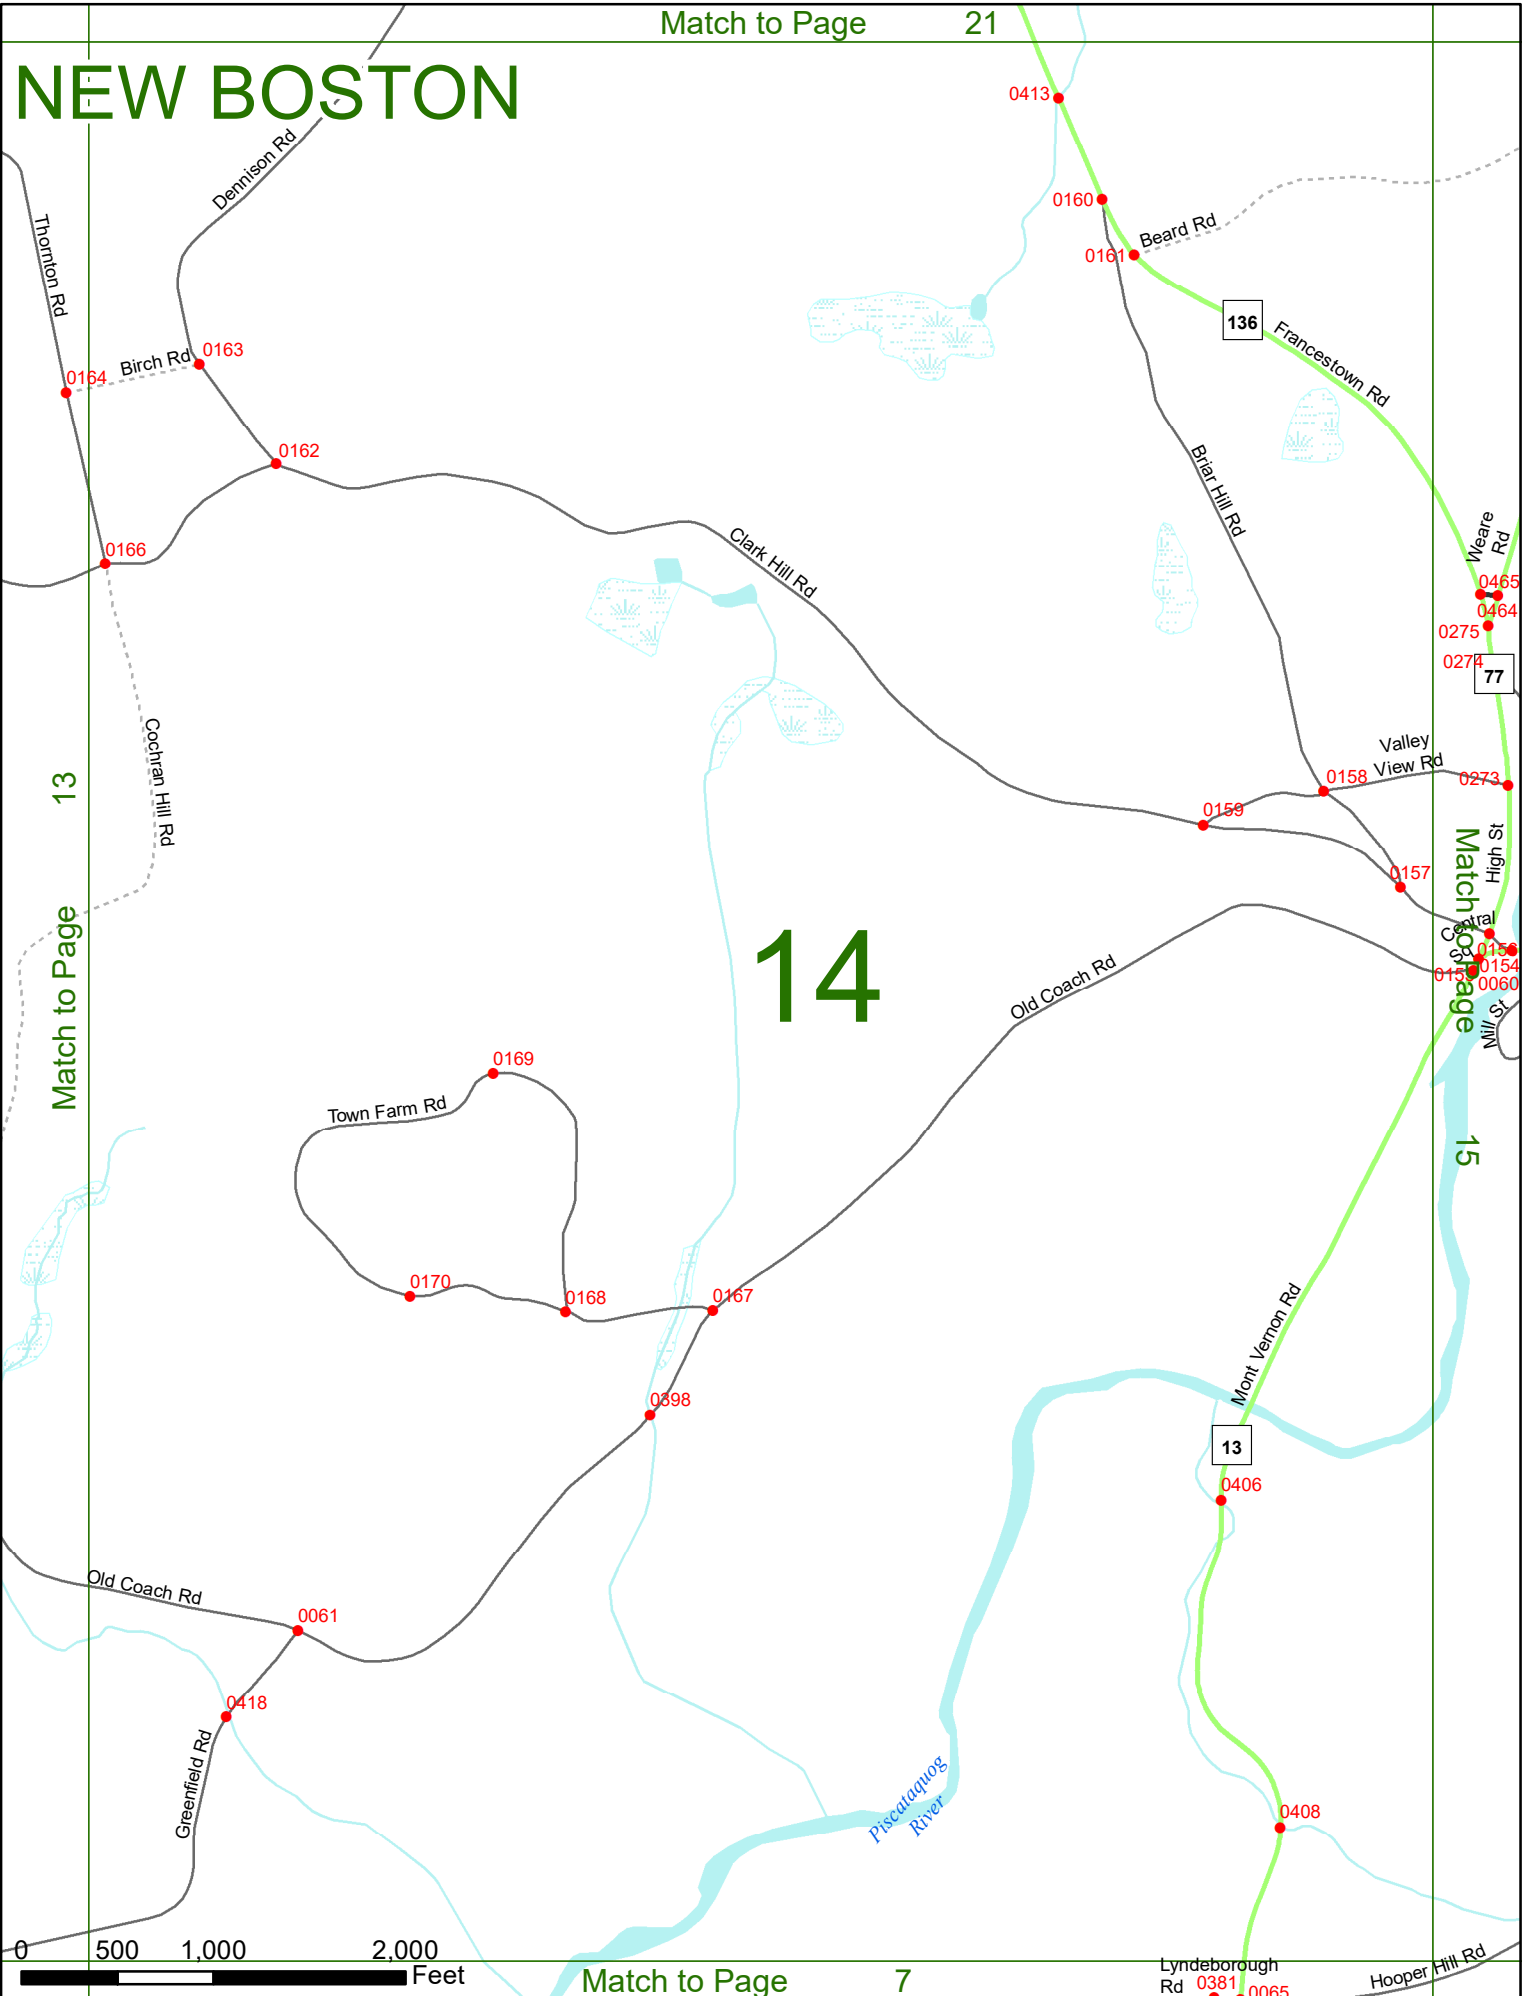 Match to Page 21
NEW BOSTON
0413
Dennison Rd
0160
Beard Rd
0161
Thornton Rd
136
Francestown Rd
Birch Rd
0163
0164
0162
Briar Hill Rd
Weare
Rd
Clark Hill Rd
0166
0465
0464
0275
0274
77
Cochran Hill Rd
Valley
View Rd
0158
0273
0159
13
Match to Page
High St
0157
Match to Page
Central
Sq
0156
0154
0060
14
Old Coach Rd
Mill St
0169
Town Farm Rd
15
0170
0168
0167
Mont Vernon Rd
0398
13
0406
Old Coach Rd
0061
0418
Greenfield Rd
Piscataquog
River
0408
0 500 1,000 2,000
Feet
Match to Page 7
Lyndeborough
Rd
0381
0065
Hooper Hill Rd